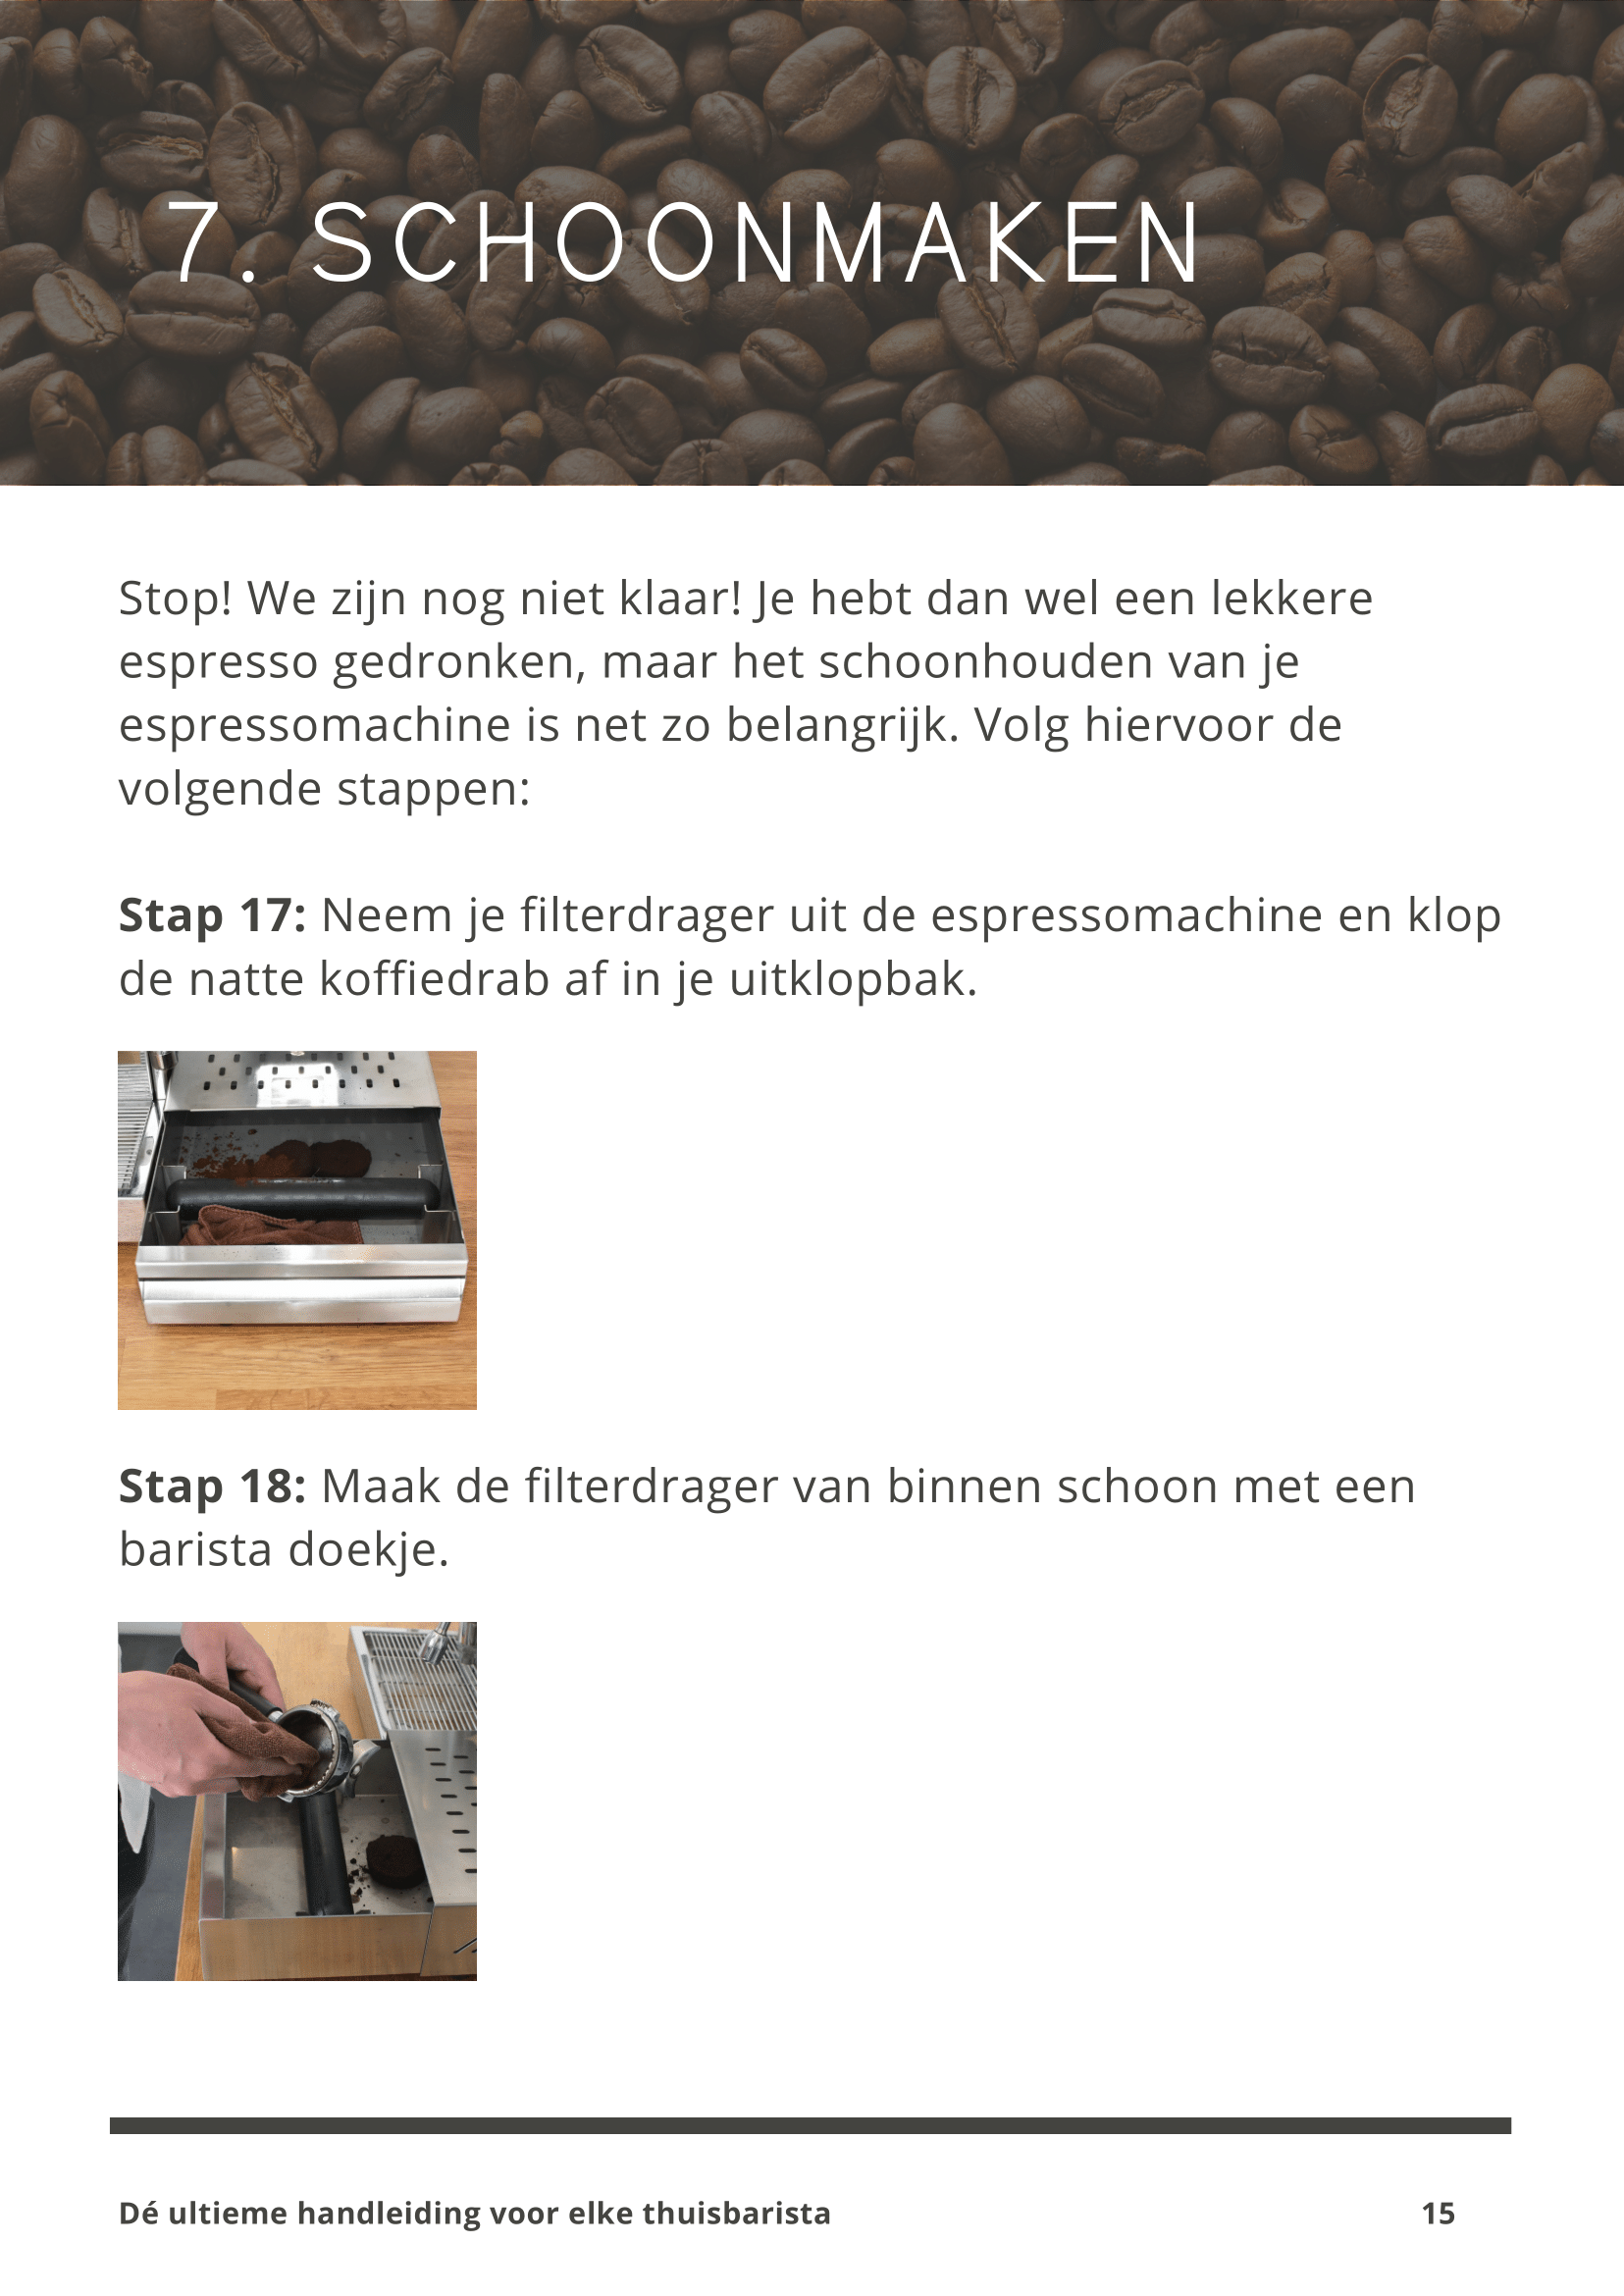 7. SCHOONMAKEN
Stop! We zijn nog niet klaar! Je hebt dan wel een lekkere
espresso gedronken, maar het schoonhouden van je
espressomachine is net zo belangrijk. Volg hiervoor de
volgende stappen:
Stap 17: Neem je filterdrager uit de espressomachine en klop
de natte koffiedrab af in je uitklopbak.
Stap 18: Maak de filterdrager van binnen schoon met een
barista doekje.
Dé ultieme handleiding voor elke thuisbarista
15